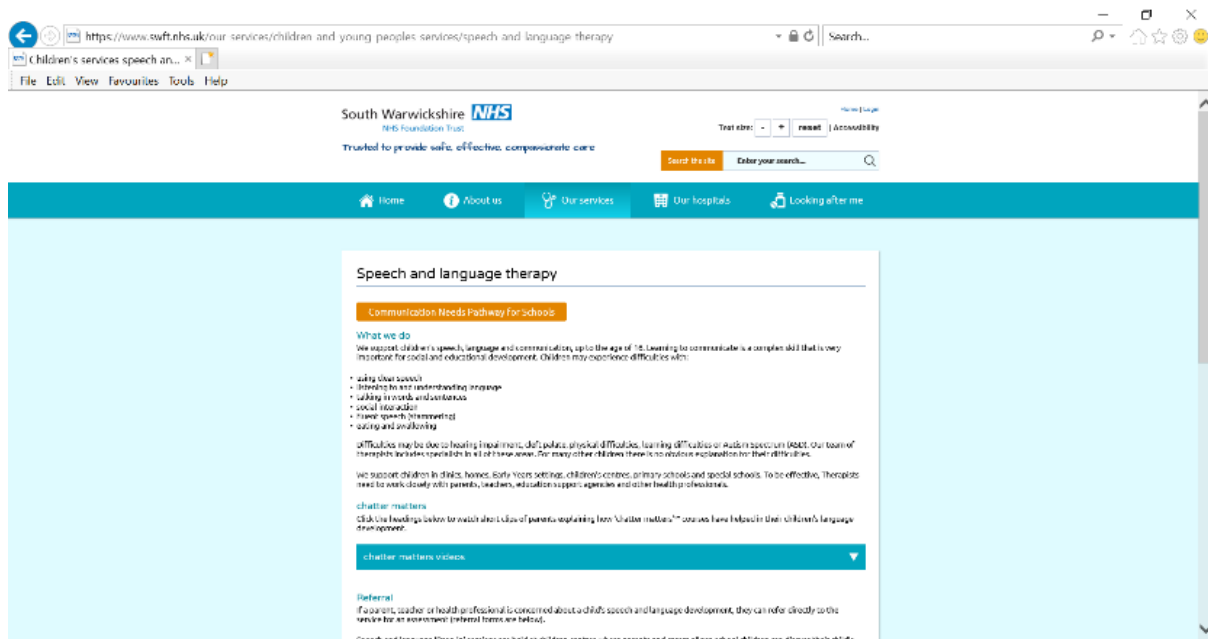 https://www.swft.nhs.uk/our services/children and young peoples services/speech and language therapy
Search...
Children's services speech an...
File Edit View Favourites Tools Help
South Warwickshire NHS
NHS Foundation Trust
Trusted to provide safe, effective, compassionate care
Home | Login
Text size: - + reset | Accessibility
Search the site Enter your search...
Home About us Our services Our hospitals Looking after me
Speech and language therapy
Communication Needs Pathway for Schools
What we do
We support children's speech, language and communication, up to the age of 18. Learning to communicate is a complex skill that is very
important for social and educational development. Children may experience difficulties with:
• using clear speech
• listening to and understanding language
• talking in words and sentences
• social interaction
• fluent speech (stammering)
• eating and swallowing
Difficulties may be due to hearing impairment, cleft palate, physical difficulties, learning difficulties or Autism Spectrum (ASD). Our team of
therapists includes specialists in all of these areas. For many other children there is no obvious explanation for their difficulties.
We support children in clinics, homes, Early Years settings, children's centres, primary schools and special schools. To be effective, Therapists
need to work closely with parents, teachers, education support agencies and other health professionals.
chatter matters
Click the headings below to watch short clips of parents explaining how 'chatter matters'™ courses have helped in their children's language
development.
chatter matters videos
Referral
If a parent, teacher or health professional is concerned about a child's speech and language development, they can refer directly to the
service for an assessment (referral forms are below).